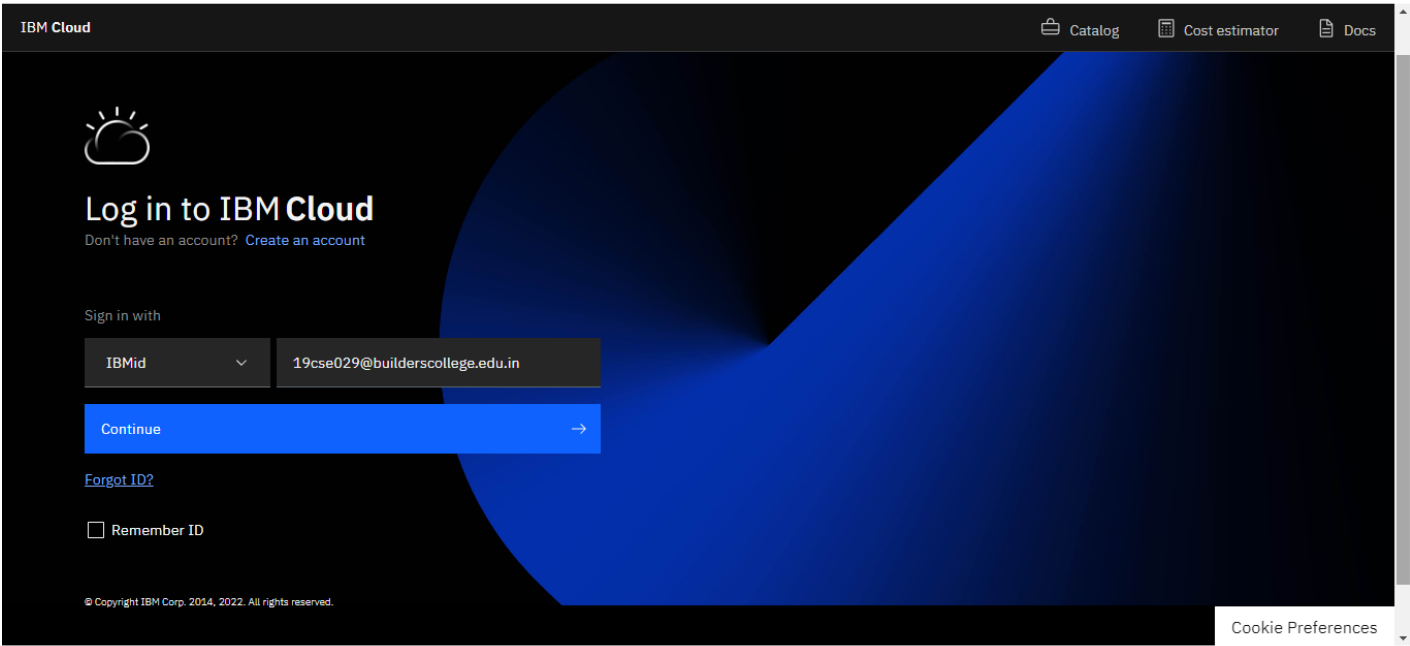 IBM Cloud
Catalog
Cost estimator
Docs
Log in to IBM Cloud
Don't have an account? Create an account
Sign in with
IBMid
19cse029@builderscollege.edu.in
Continue
Forgot ID?
Remember ID
© Copyright IBM Corp. 2014, 2022. All rights reserved.
Cookie Preferences